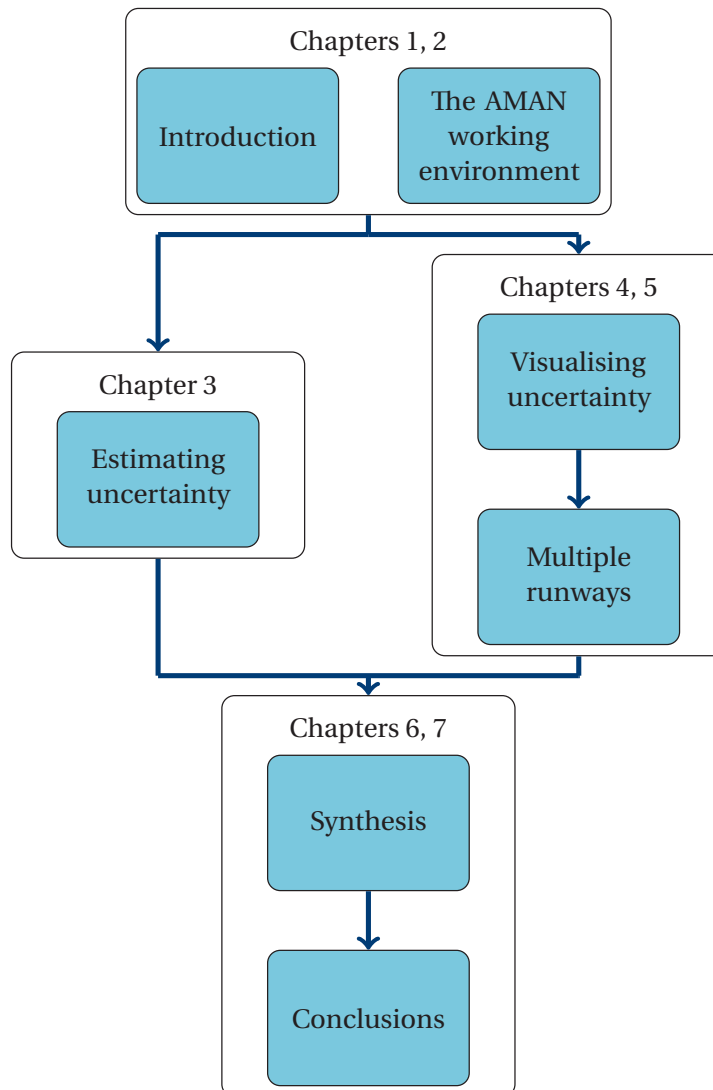 Chapters 1, 2
Introduction
The AMAN
working
environment
Chapter 3
Estimating
uncertainty
Chapters 4, 5
Visualising
uncertainty
Multiple
runways
Chapters 6, 7
Synthesis
Conclusions